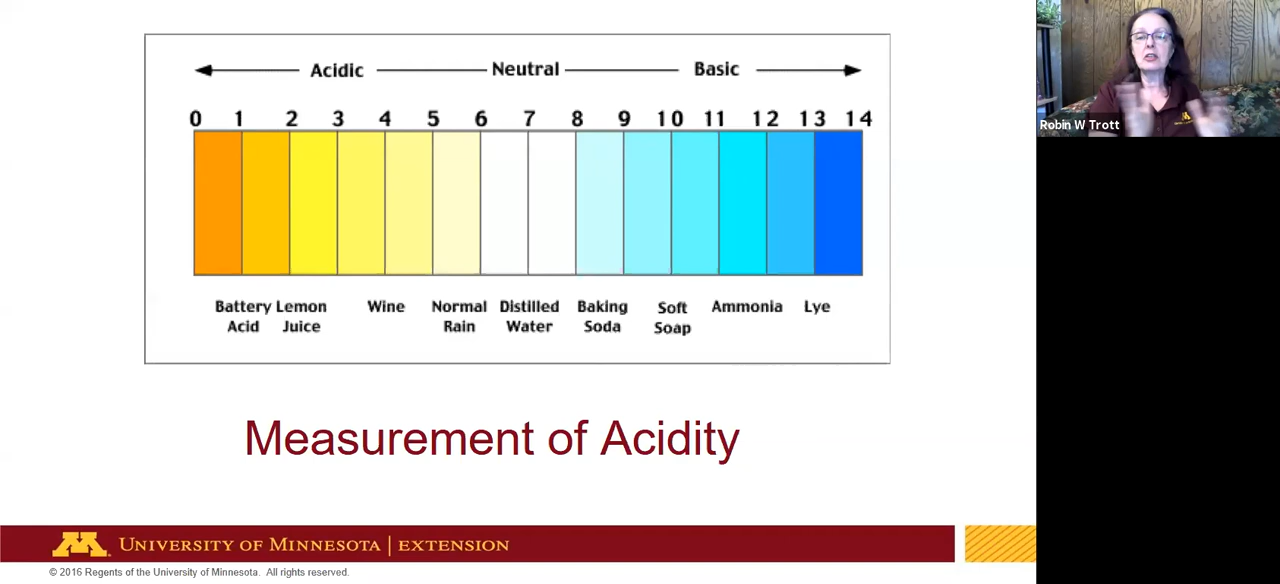 Acidic Neutral Basic
0 1 2 3 4 5 6 7 8 9 10 11 12 13 14
Battery Lemon Wine Normal Distilled Baking Soft Ammonia Lye
Acid Juice Rain Water Soda Soap
Measurement of Acidity
M UNIVERSITY OF MINNESOTA | EXTENSION
© 2016 Regents of the University of Minnesota. All rights reserved.
Robin W Trott